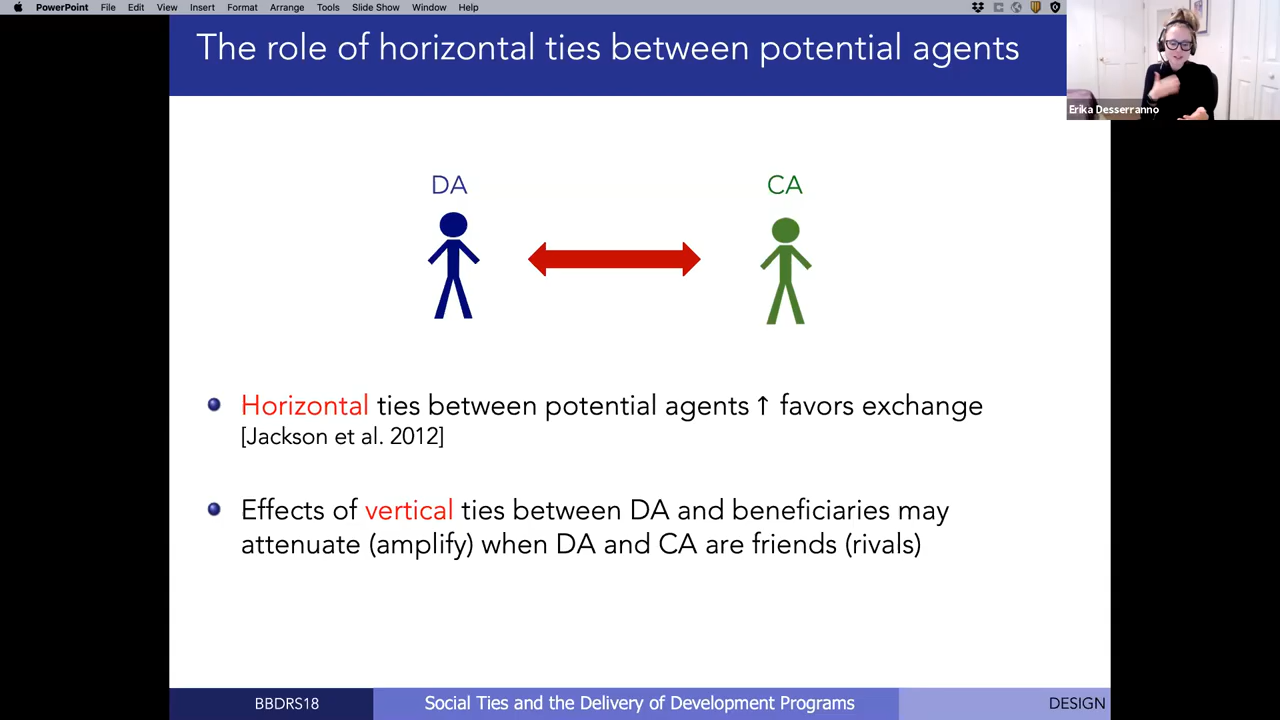 PowerPoint File Edit View Insert Format Arrange Tools Slide Show Window Help
The role of horizontal ties between potential agents
Erika Desserranno
DA CA
Horizontal ties between potential agents ↑ favors exchange
[Jackson et al. 2012]
Effects of vertical ties between DA and beneficiaries may
attenuate (amplify) when DA and CA are friends (rivals)
BBDRS18 Social Ties and the Delivery of Development Programs DESIGN